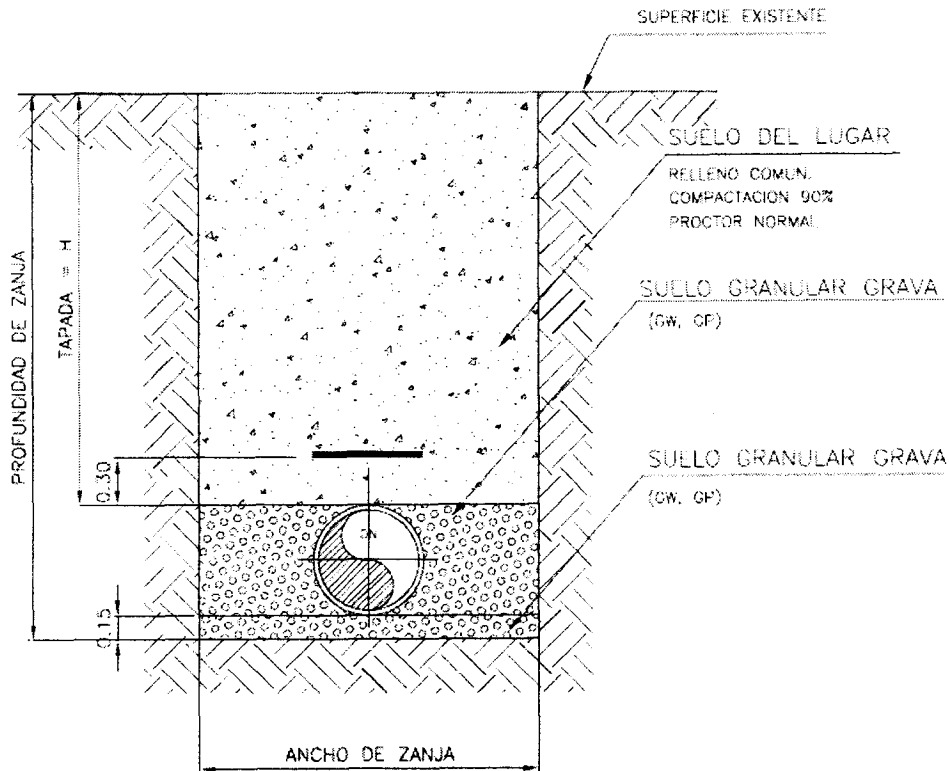 SUPERFICIE EXISTENTE
SUELO DEL LUGAR
RELLENO COMUN.
COMPACTACION 90%
PROCTOR NORMAL
SUELO GRANULAR GRAVA
(GW, GP)
SUELLO GRANULAR GRAVA
(GW, GP)
PROFUNDIDAD DE ZANJA
TAPADA = H
0.30
0.15
DN
ANCHO DE ZANJA